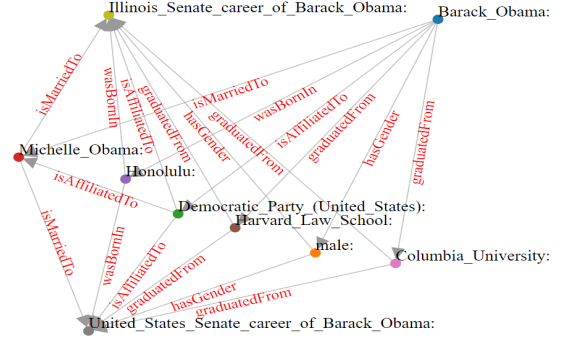 Illinois_Senate_career_of_Barack_Obama:
Barack_Obama:
isMarriedTo
wasBornIn
isAffiliatedTo
graduatedFrom
hasGender
graduatedFrom
isMarriedTo
wasBornIn
isAffiliatedTo
graduatedFrom
hasGender
graduatedFrom
Michelle_Obama:
Honolulu:
isAffiliatedTo
Democratic_Party_(United_States):
Harvard_Law_School:
male:
Columbia_University:
isMarriedTo
wasBornIn
isAffiliatedTo
graduatedFrom
hasGender
graduatedFrom
United_States_Senate_career_of_Barack_Obama: